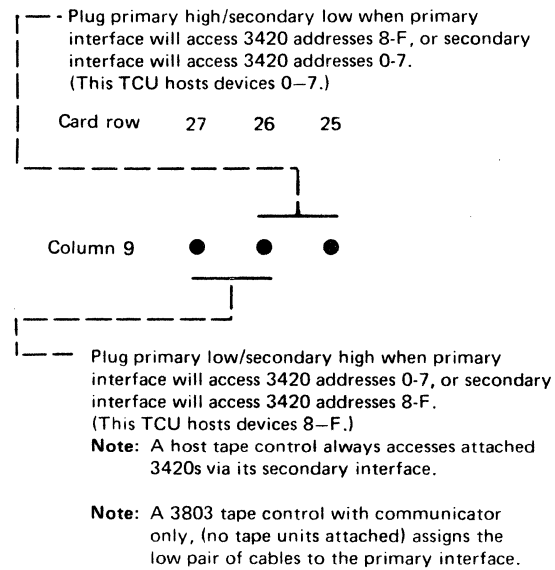 Plug primary high/secondary low when primary
interface will access 3420 addresses 8-F, or secondary
interface will access 3420 addresses 0-7.
(This TCU hosts devices 0–7.)
Card row 27 26 25
Column 9
Plug primary low/secondary high when primary
interface will access 3420 addresses 0-7, or secondary
interface will access 3420 addresses 8-F.
(This TCU hosts devices 8–F.)
Note: A host tape control always accesses attached
3420s via its secondary interface.
Note: A 3803 tape control with communicator
only, (no tape units attached) assigns the
low pair of cables to the primary interface.